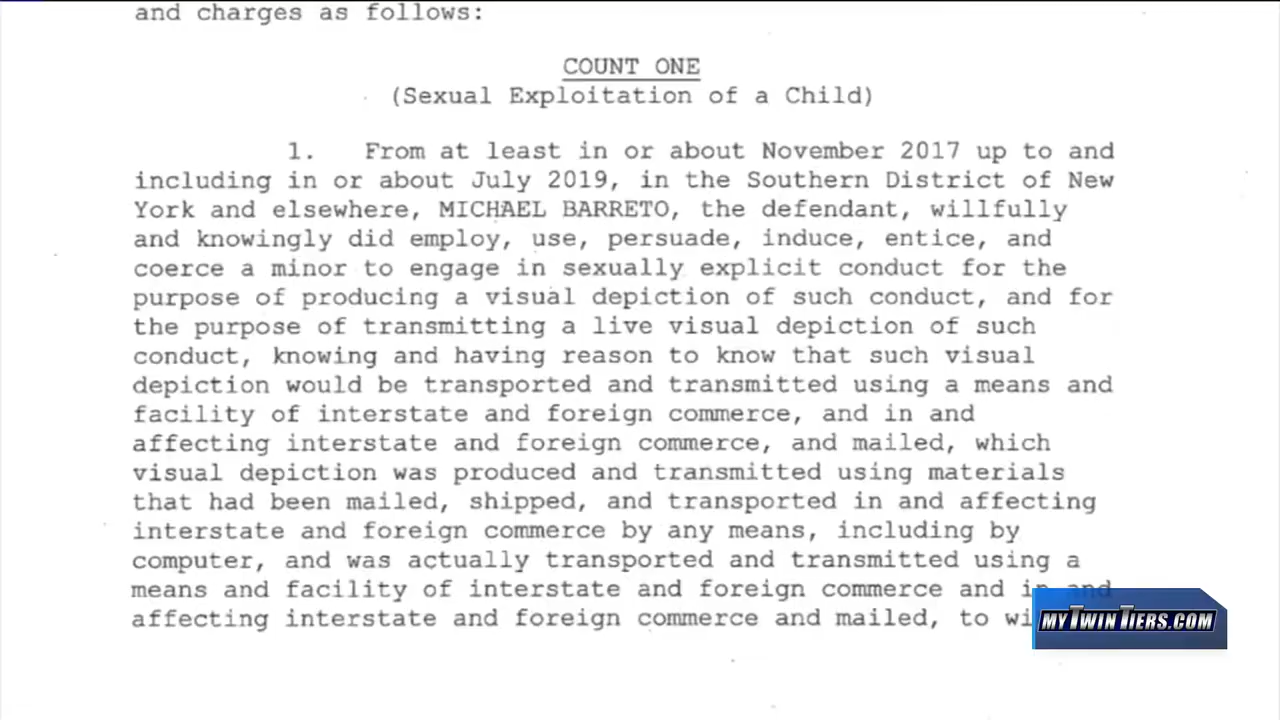 and charges as follows:
COUNT ONE
(Sexual Exploitation of a Child)
1. From at least in or about November 2017 up to and
including in or about July 2019, in the Southern District of New
York and elsewhere, MICHAEL BARRETO, the defendant, willfully
and knowingly did employ, use, persuade, induce, entice, and
coerce a minor to engage in sexually explicit conduct for the
purpose of producing a visual depiction of such conduct, and for
the purpose of transmitting a live visual depiction of such
conduct, knowing and having reason to know that such visual
depiction would be transported and transmitted using a means and
facility of interstate and foreign commerce, and in and
affecting interstate and foreign commerce, and mailed, which
visual depiction was produced and transmitted using materials
that had been mailed, shipped, and transported in and affecting
interstate and foreign commerce by any means, including by
computer, and was actually transported and transmitted using a
means and facility of interstate and foreign commerce and in and
affecting interstate and foreign commerce and mailed, to
MYTWINTIERS.COM